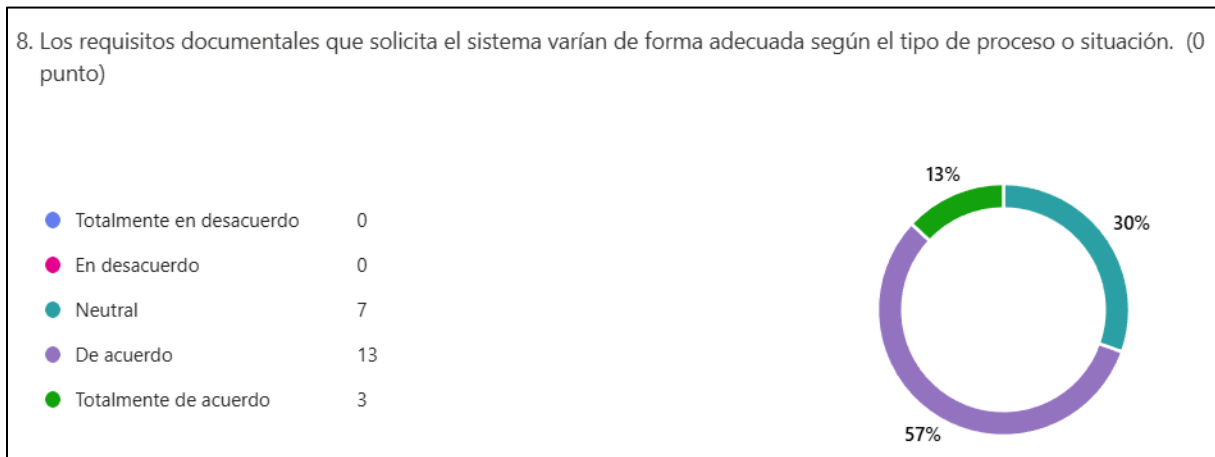 8. Los requisitos documentales que solicita el sistema varían de forma adecuada según el tipo de proceso o situación. (0
punto)
13%
30%
Totalmente en desacuerdo 0
En desacuerdo 0
Neutral 7
De acuerdo 13
Totalmente de acuerdo 3
57%